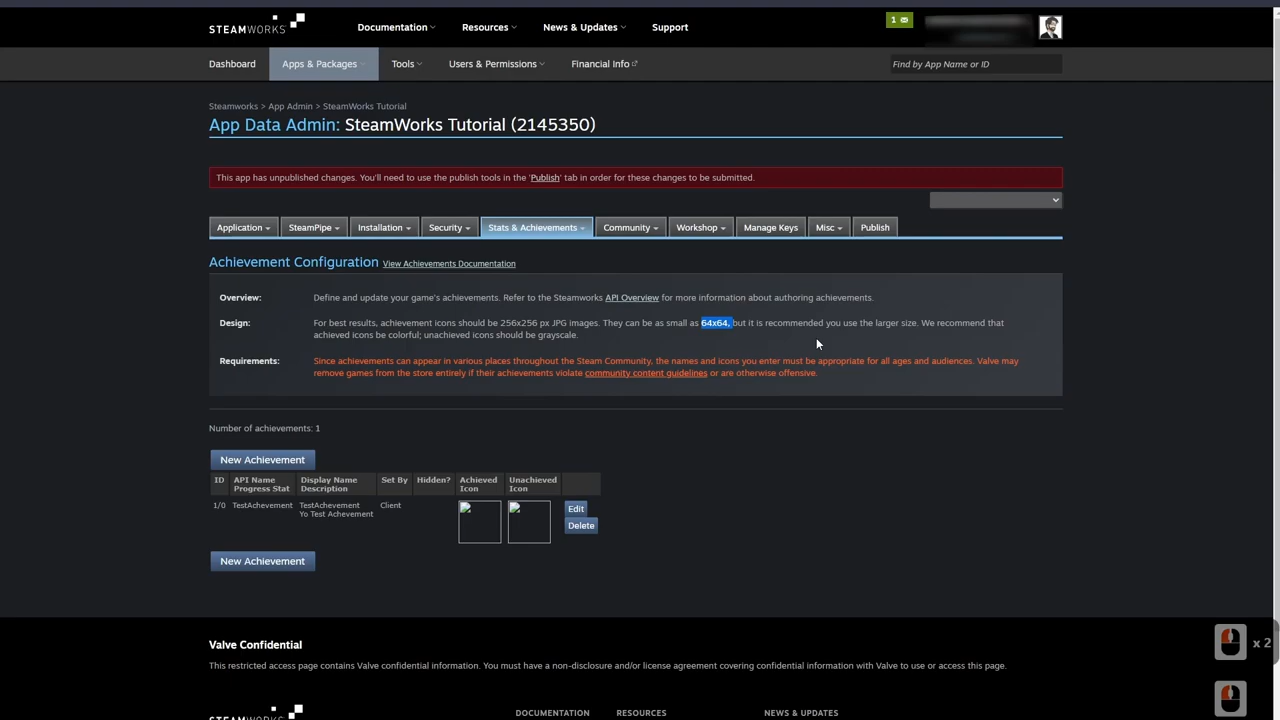 STEAMWORKS
Documentation
Resources
News & Updates
Support
1
Dashboard
Apps & Packages
Tools
Users & Permissions
Financial Info
Find by App Name or ID
Steamworks > App Admin > SteamWorks Tutorial
App Data Admin: SteamWorks Tutorial (2145350)
This app has unpublished changes. You'll need to use the publish tools in the 'Publish' tab in order for these changes to be submitted.
Application
SteamPipe
Installation
Security
Stats & Achievements
Community
Workshop
Manage Keys
Misc
Publish
Achievement Configuration View Achievements Documentation
Overview:
Define and update your game's achievements. Refer to the Steamworks API Overview for more information about authoring achievements.
Design:
For best results, achievement icons should be 256x256 px JPG images. They can be as small as 64x64, but it is recommended you use the larger size. We recommend that
achieved icons be colorful; unachieved icons should be grayscale.
Requirements:
Since achievements can appear in various places throughout the Steam Community, the names and icons you enter must be appropriate for all ages and audiences. Valve may
remove games from the store entirely if their achievements violate community content guidelines or are otherwise offensive.
Number of achievements: 1
New Achievement
ID
API Name
Progress Stat
Display Name
Description
Set By
Hidden?
Achieved
Icon
Unachieved
Icon
1/0
TestAchevement
TestAchevement
Yo Test Achevement
Client
Edit
Delete
New Achievement
Valve Confidential
This restricted access page contains Valve confidential information. You must have a non-disclosure and/or license agreement covering confidential information with Valve to use or access this page.
x 2
STEAMWORKS
DOCUMENTATION
RESOURCES
NEWS & UPDATES